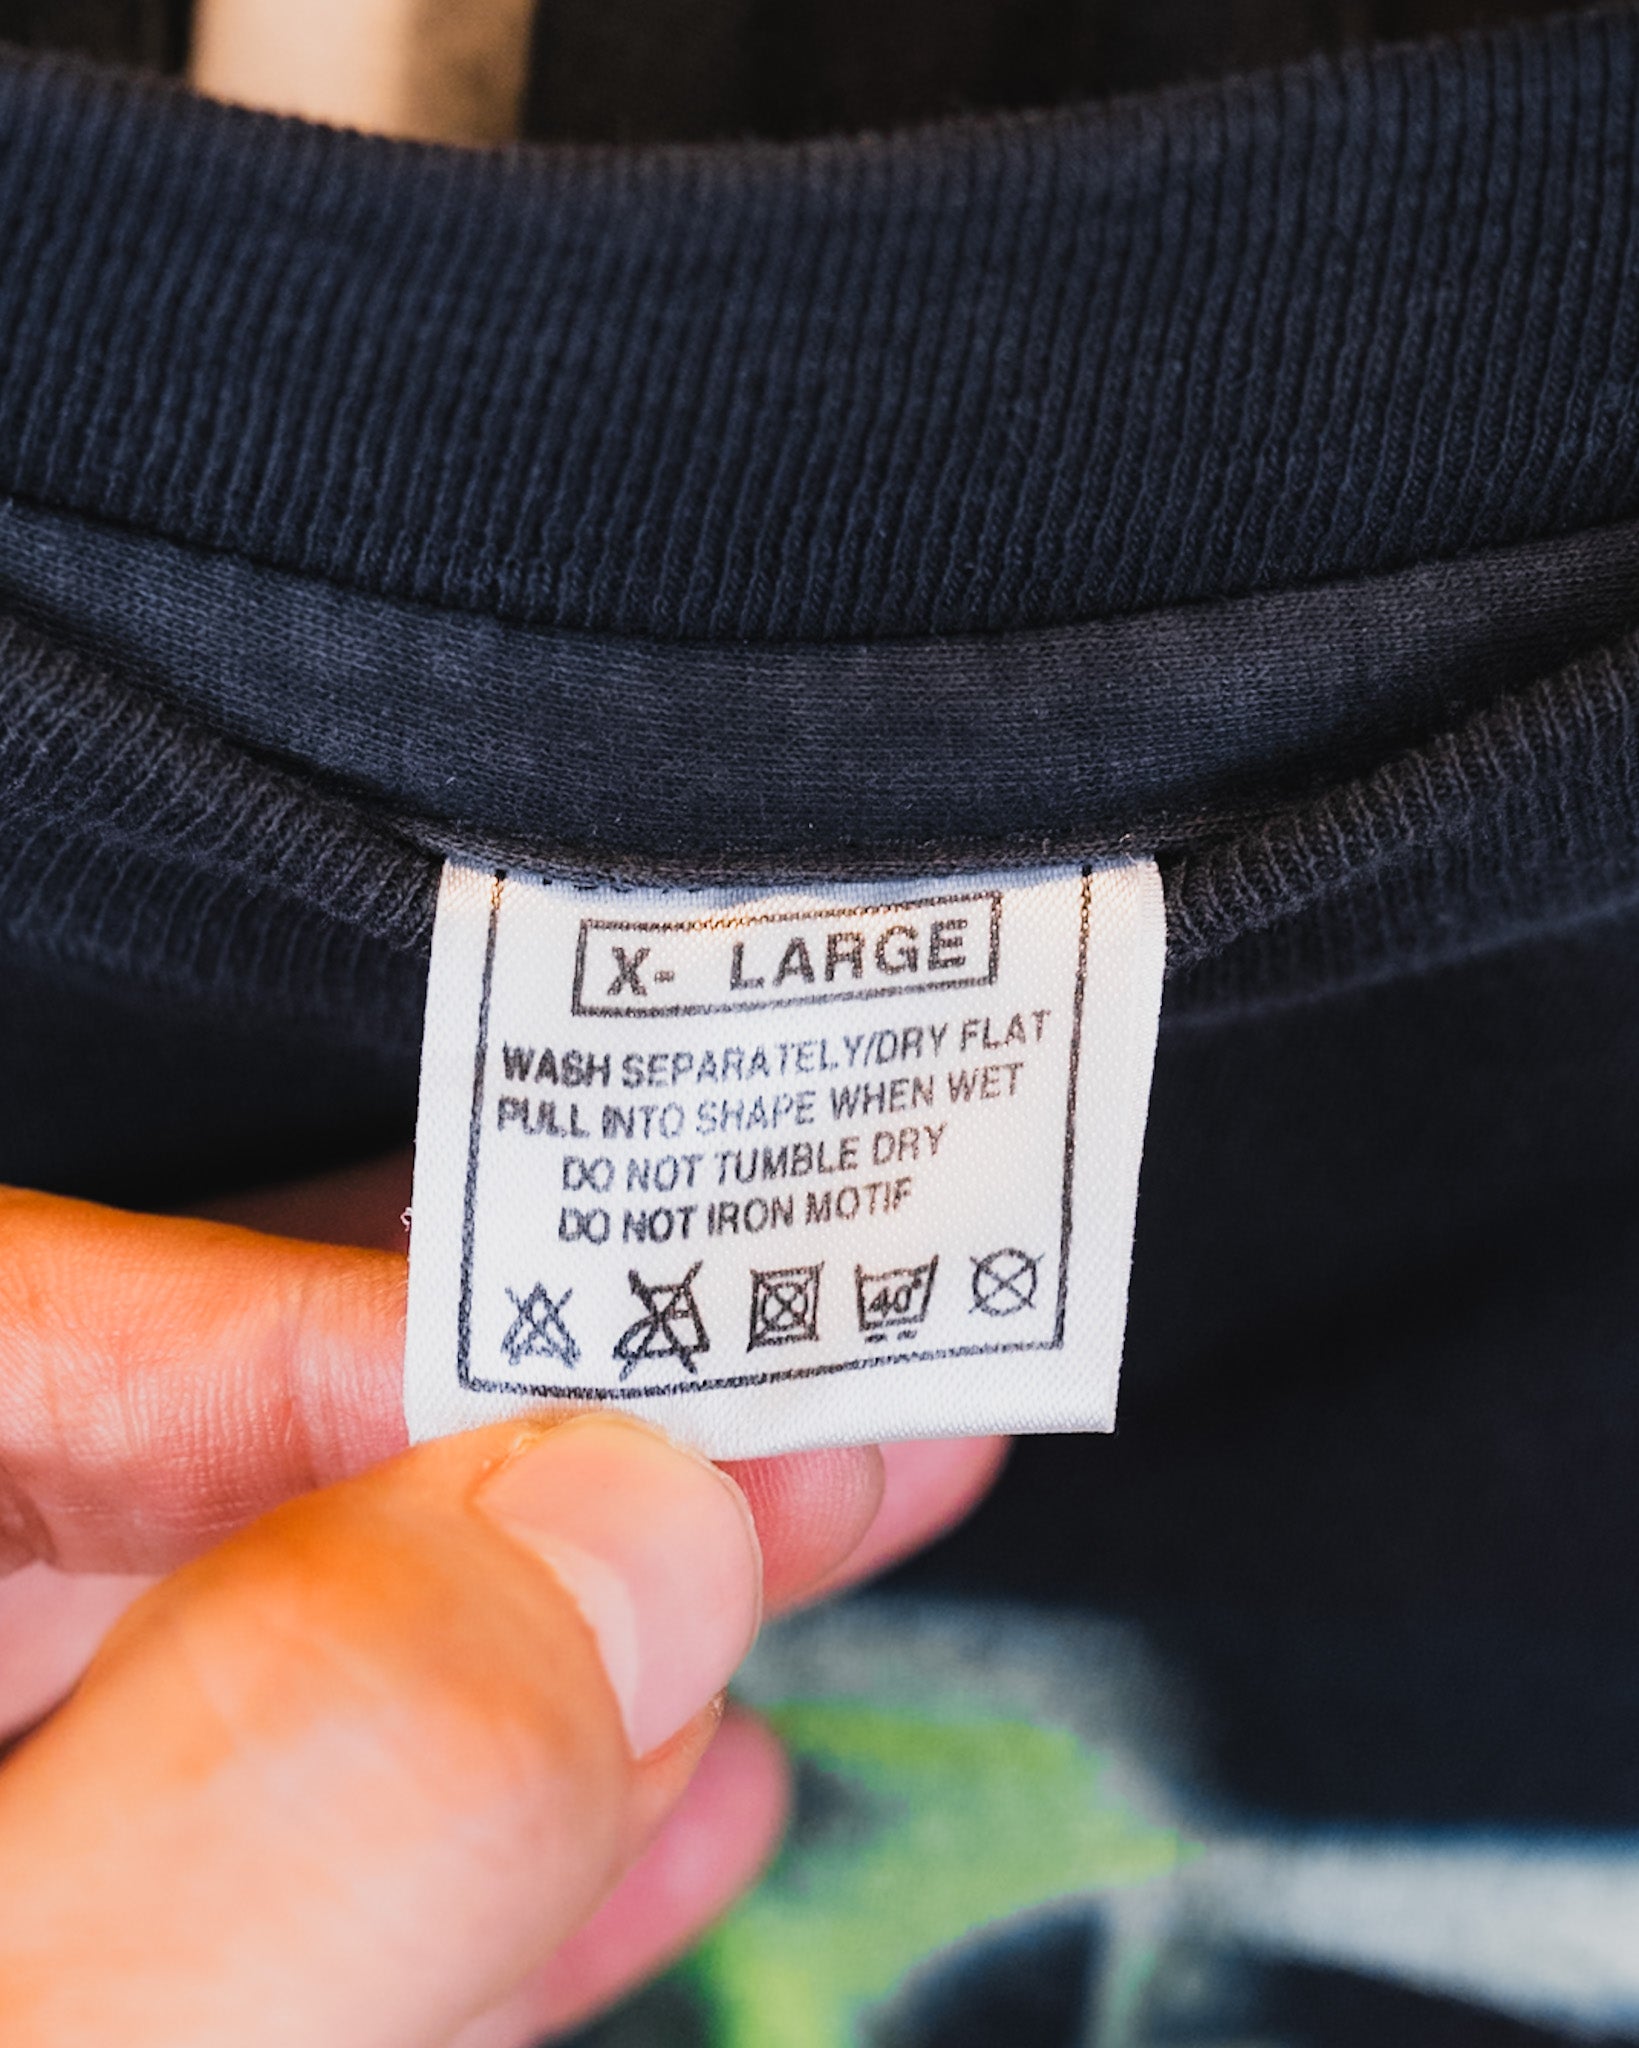 X- LARGE
WASH SEPARATELY/DRY FLAT
PULL INTO SHAPE WHEN WET
DO NOT TUMBLE DRY
DO NOT IRON MOTIF
40°